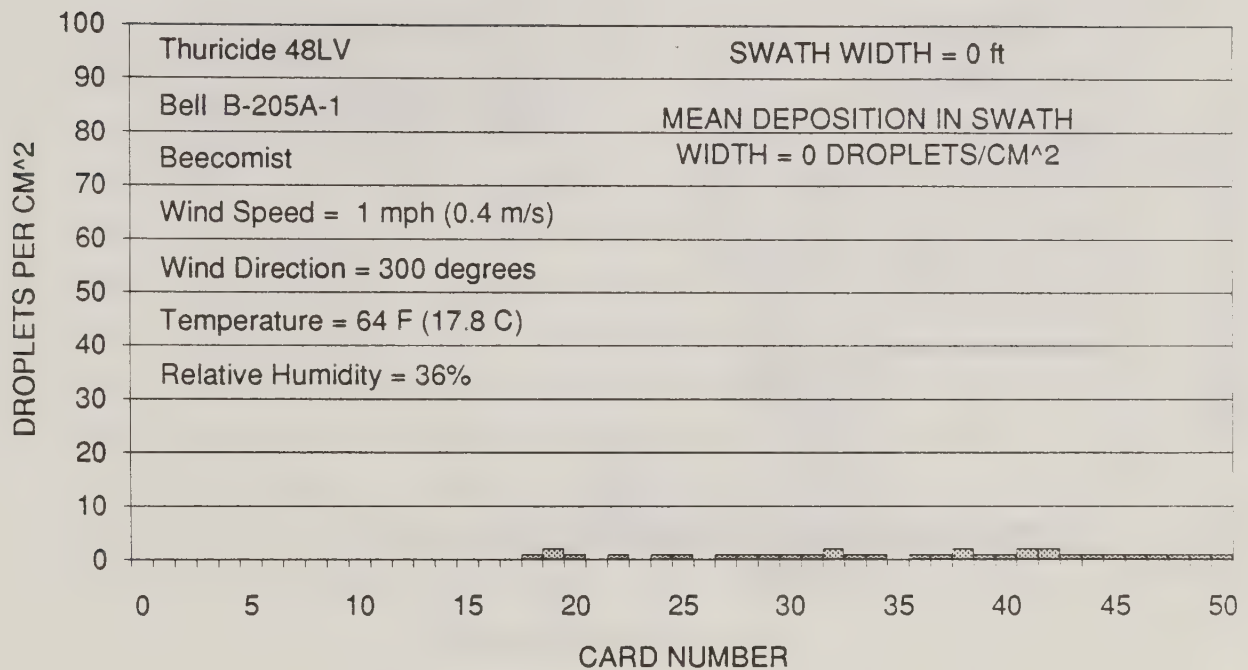 DROPLETS PER CM^2
100
90
80
70
60
50
40
30
20
10
0
Thuricide 48LV
Bell B-205A-1
Beecomist
Wind Speed = 1 mph (0.4 m/s)
Wind Direction = 300 degrees
Temperature = 64 F (17.8 C)
Relative Humidity = 36%
SWATH WIDTH = 0 ft
MEAN DEPOSITION IN SWATH
WIDTH = 0 DROPLETS/CM^2
0 5 10 15 20 25 30 35 40 45 50
CARD NUMBER